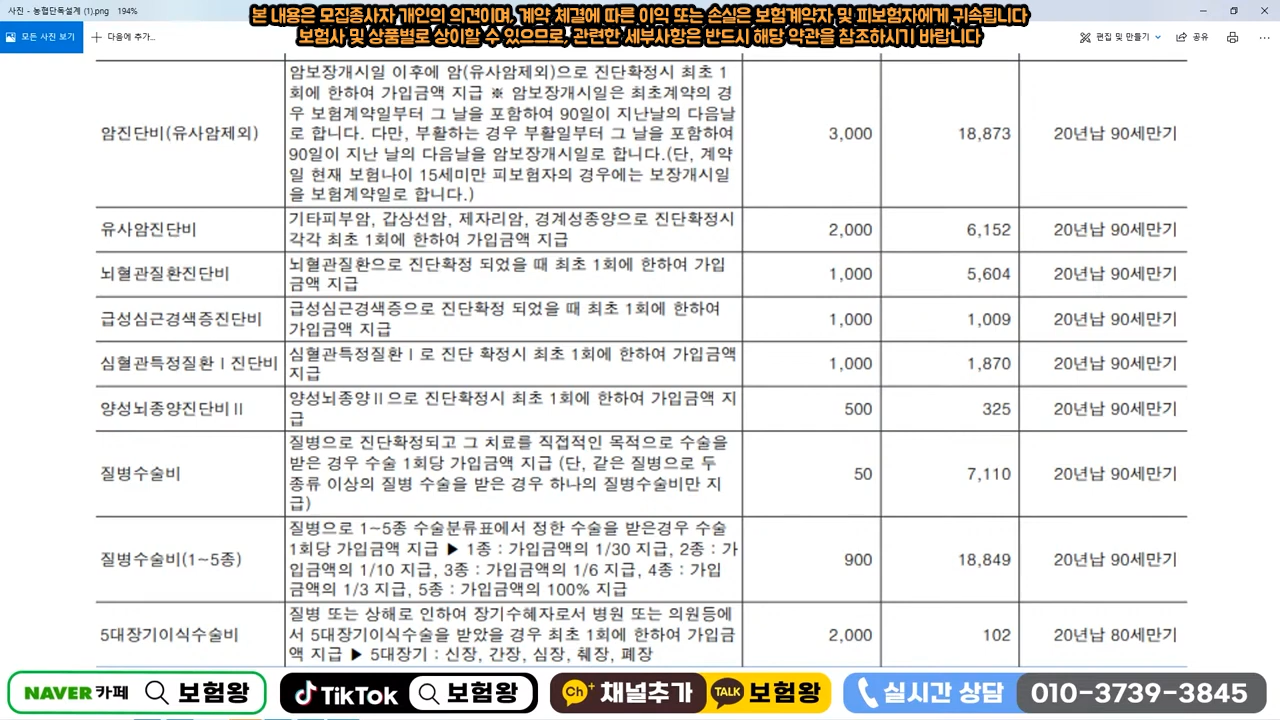 사진 - 농협단독설계 (1).png 194%
본 내용은 모집종사자 개인의 의견이며, 계약 체결에 따른 이익 또는 손실은 보험계약자 및 피보험자에게 귀속됩니다
보험사 및 상품별로 상이할 수 있으므로, 관련한 세부사항은 반드시 해당 약관을 참조하시기 바랍니다
모든 사진 보기
다음에 추가...
편집 및 만들기
공유
암진단비(유사암제외)
암보장개시일 이후에 암(유사암제외)으로 진단확정시 최초 1
회에 한하여 가입금액 지급 ※ 암보장개시일은 최초계약의 경
우 보험계약일부터 그 날을 포함하여 90일이 지난날의 다음날
로 합니다. 다만, 부활하는 경우 부활일부터 그 날을 포함하여
90일이 지난 날의 다음날을 암보장개시일로 합니다.(단, 계약
일 현재 보험나이 15세미만 피보험자의 경우에는 보장개시일
을 보험계약일로 합니다.)
3,000 18,873 20년납 90세만기
유사암진단비
기타피부암, 갑상선암, 제자리암, 경계성종양으로 진단확정시
각각 최초 1회에 한하여 가입금액 지급
2,000 6,152 20년납 90세만기
뇌혈관질환진단비
뇌혈관질환으로 진단확정 되었을 때 최초 1회에 한하여 가입
금액 지급
1,000 5,604 20년납 90세만기
급성심근경색증진단비
급성심근경색증으로 진단확정 되었을 때 최초 1회에 한하여
가입금액 지급
1,000 1,009 20년납 90세만기
심혈관특정질환Ⅰ진단비
심혈관특정질환Ⅰ로 진단 확정시 최초 1회에 한하여 가입금액
지급
1,000 1,870 20년납 90세만기
양성뇌종양진단비Ⅱ
양성뇌종양Ⅱ으로 진단확정시 최초 1회에 한하여 가입금액 지
급
500 325 20년납 90세만기
질병수술비
질병으로 진단확정되고 그 치료를 직접적인 목적으로 수술을
받은 경우 수술 1회당 가입금액 지급 (단, 같은 질병으로 두
종류 이상의 질병 수술을 받은 경우 하나의 질병수술비만 지
급)
50 7,110 20년납 90세만기
질병수술비(1~5종)
질병으로 1~5종 수술분류표에서 정한 수술을 받은경우 수술
1회당 가입금액 지급 ▶ 1종 : 가입금액의 1/30 지급, 2종 : 가
입금액의 1/10 지급, 3종 : 가입금액의 1/6 지급, 4종 : 가입
금액의 1/3 지급, 5종 : 가입금액의 100% 지급
900 18,849 20년납 90세만기
5대장기이식수술비
질병 또는 상해로 인하여 장기수혜자로서 병원 또는 의원등에
서 5대장기이식수술을 받았을 경우 최초 1회에 한하여 가입금
액 지급 ▶ 5대장기 : 신장, 간장, 심장, 췌장, 폐장
2,000 102 20년납 80세만기
NAVER 카페 보험왕
TikTok 보험왕
Ch+ 채널추가 TALK 보험왕
실시간 상담 010-3739-3845